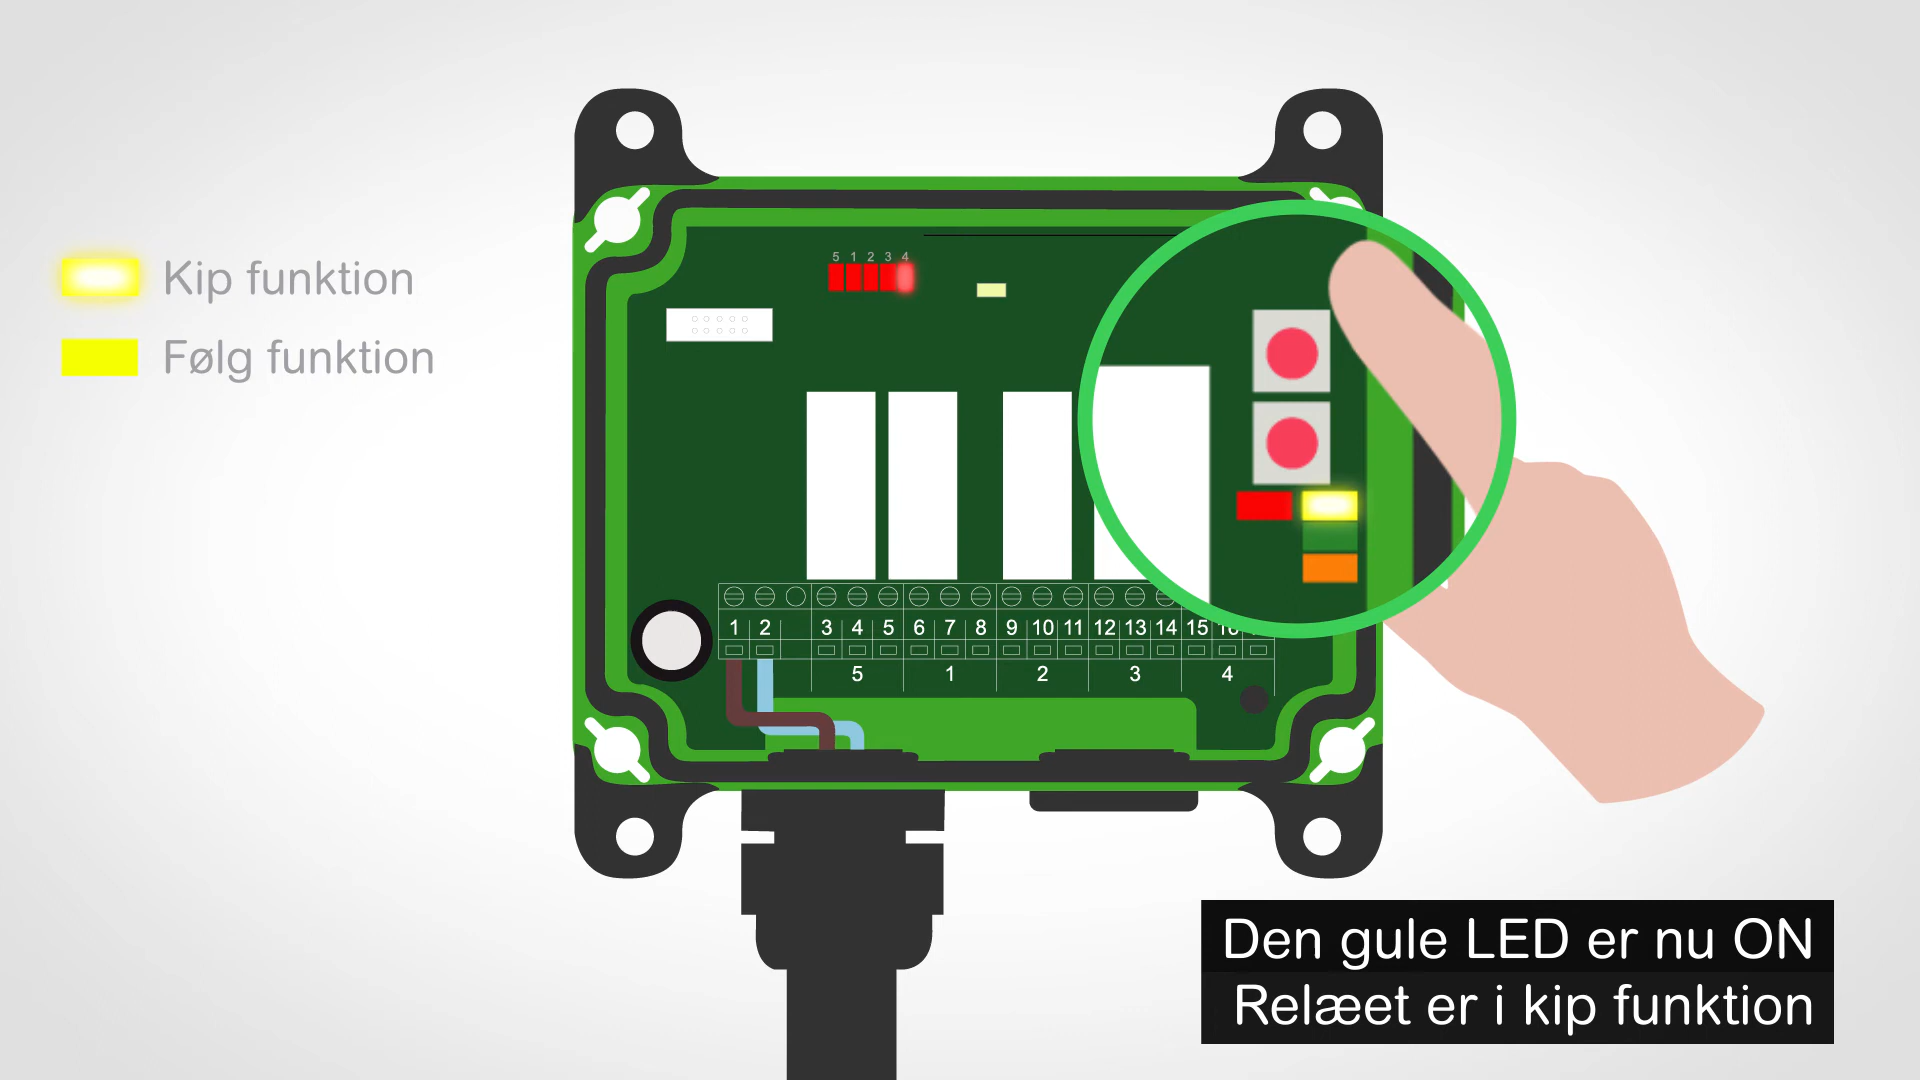 Kip funktion
Følg funktion
5 1 2 3 4
1 2 3 4 5 6 7 8 9 10 11 12 13 14 15
5 1 2 3 4
Den gule LED er nu ON
Relæet er i kip funktion